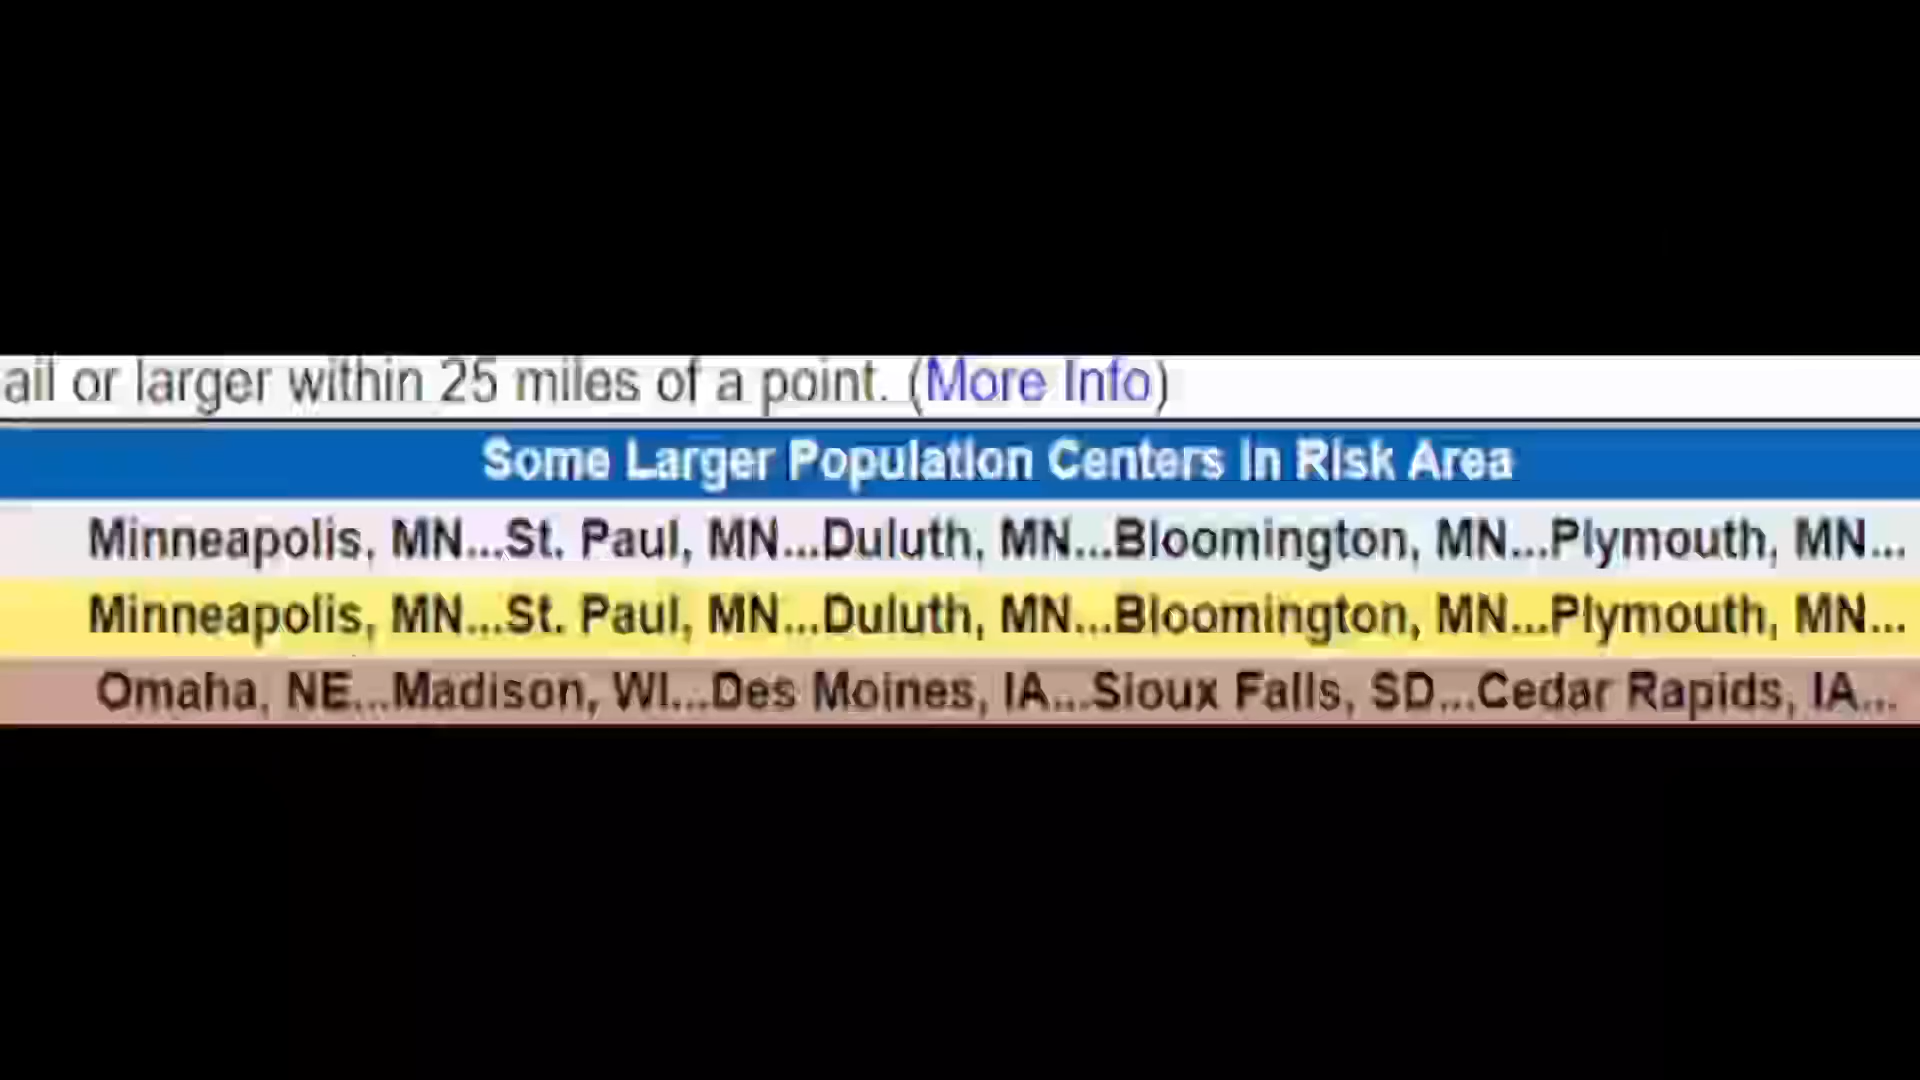 ail or larger within 25 miles of a point. (More Info)
Some Larger Population Centers in Risk Area
Minneapolis, MN...St. Paul, MN...Duluth, MN...Bloomington, MN...Plymouth, MN...
Minneapolis, MN...St. Paul, MN...Duluth, MN...Bloomington, MN...Plymouth, MN...
Omaha, NE...Madison, WI...Des Moines, IA...Sioux Falls, SD...Cedar Rapids, IA...